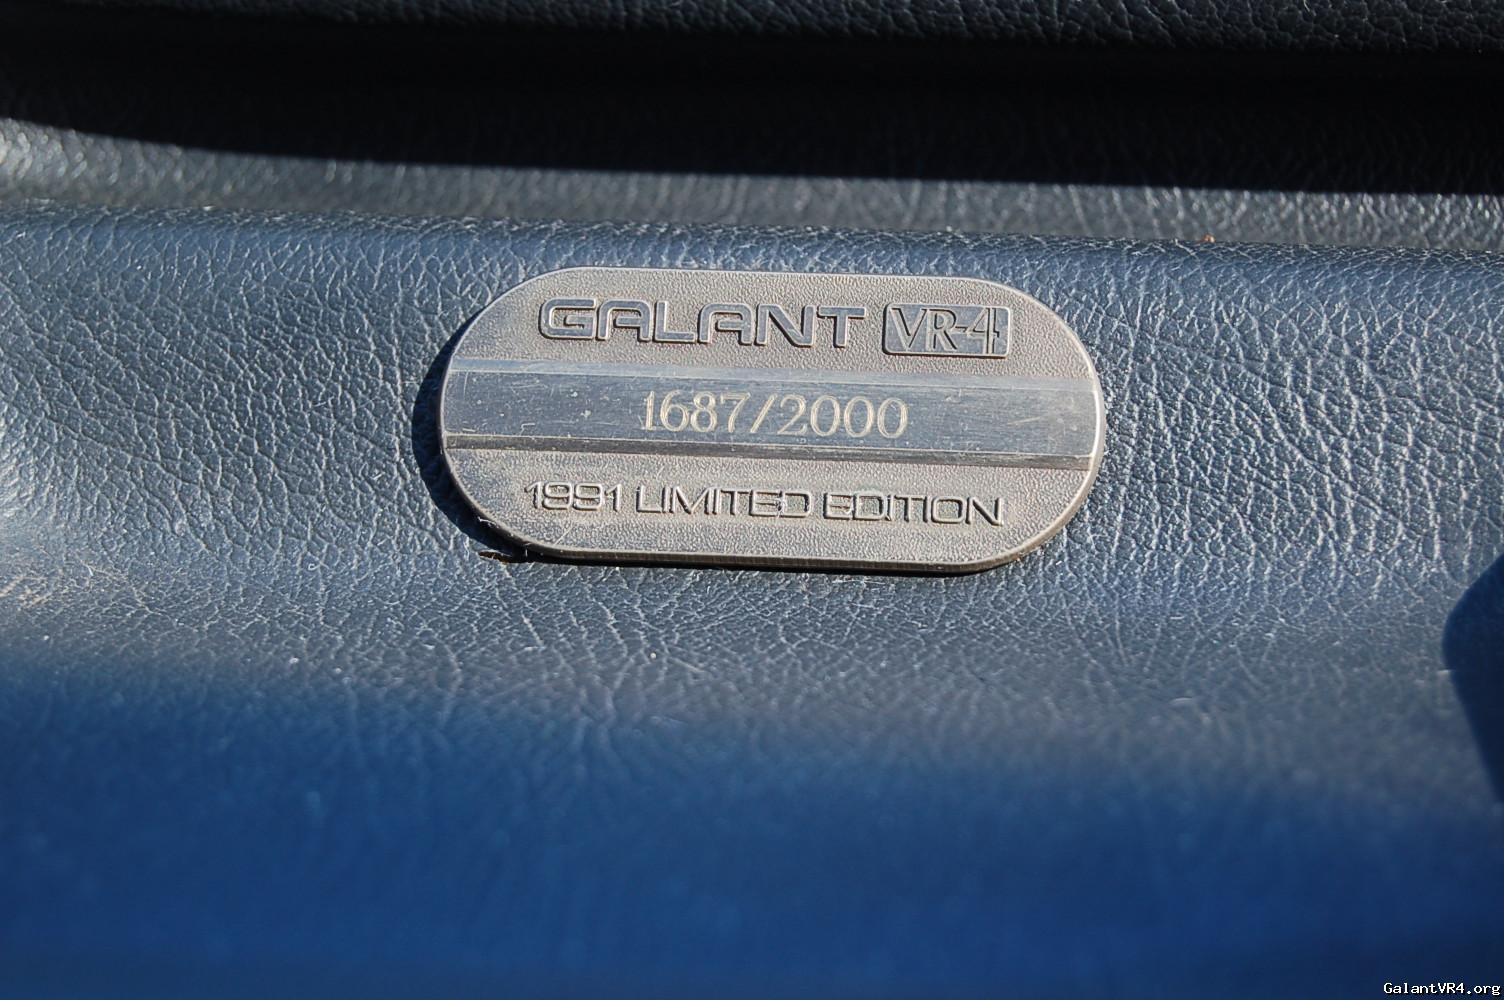 GALANT VR-4
1687/2000
1991 LIMITED EDITION
GalantVR4.org